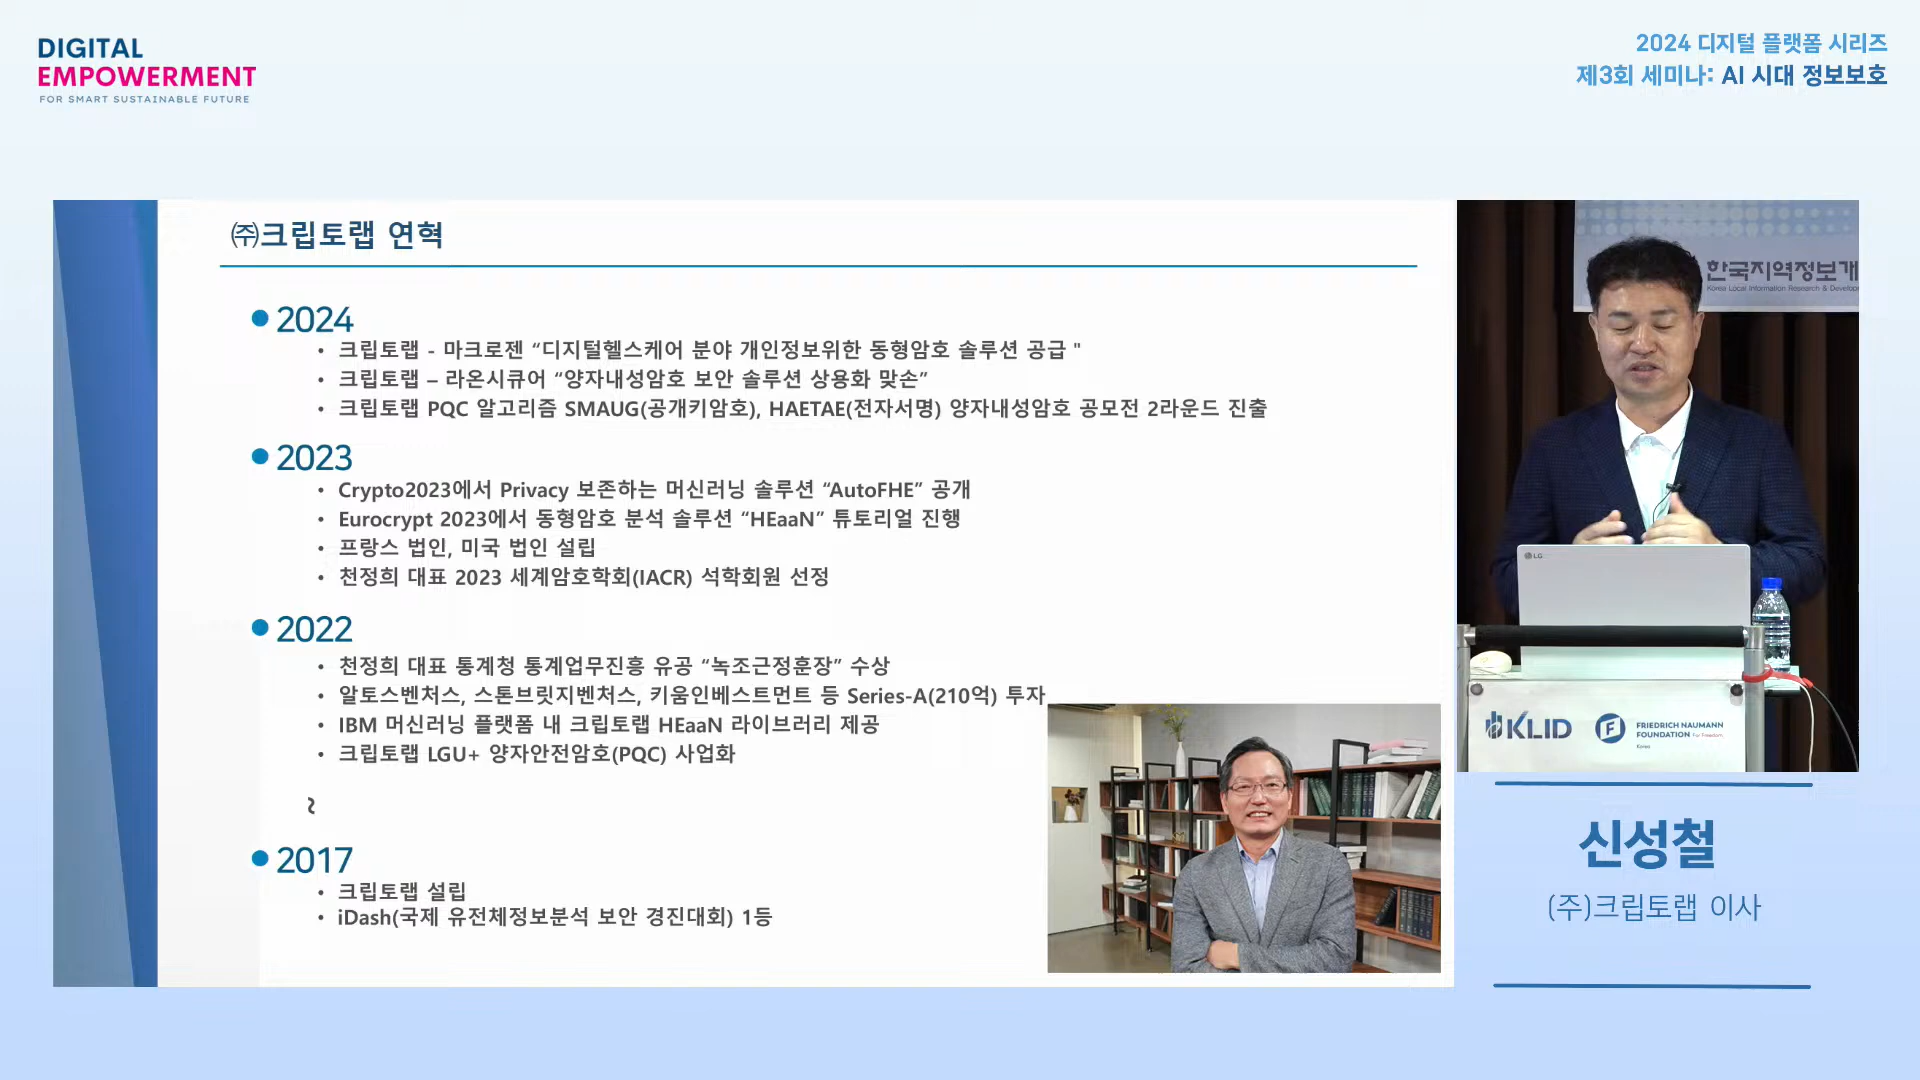 DIGITAL
EMPOWERMENT
FOR SMART SUSTAINABLE FUTURE
2024 디지털 플랫폼 시리즈
제3회 세미나: AI 시대 정보보호
㈜크립토랩 연혁
● 2024
• 크립토랩 - 마크로젠 “디지털헬스케어 분야 개인정보위한 동형암호 솔루션 공급 "
• 크립토랩 – 라온시큐어 “양자내성암호 보안 솔루션 상용화 맞손”
• 크립토랩 PQC 알고리즘 SMAUG(공개키암호), HAETAE(전자서명) 양자내성암호 공모전 2라운드 진출
● 2023
• Crypto2023에서 Privacy 보존하는 머신러닝 솔루션 “AutoFHE” 공개
• Eurocrypt 2023에서 동형암호 분석 솔루션 “HEaaN” 튜토리얼 진행
• 프랑스 법인, 미국 법인 설립
• 천정희 대표 2023 세계암호학회(IACR) 석학회원 선정
● 2022
• 천정희 대표 통계청 통계업무진흥 유공 “녹조근정훈장” 수상
• 알토스벤처스, 스톤브릿지벤처스, 키움인베스트먼트 등 Series-A(210억) 투자
• IBM 머신러닝 플랫폼 내 크립토랩 HEaaN 라이브러리 제공
• 크립토랩 LGU+ 양자안전암호(PQC) 사업화
~
● 2017
• 크립토랩 설립
• iDash(국제 유전체정보분석 보안 경진대회) 1등
한국지역정보개
Korea Local Information Research & Develop
LG
KLID
FRIEDRICH NAUMANN
FOUNDATION For Freedom.
Korea
신성철
(주)크립토랩 이사